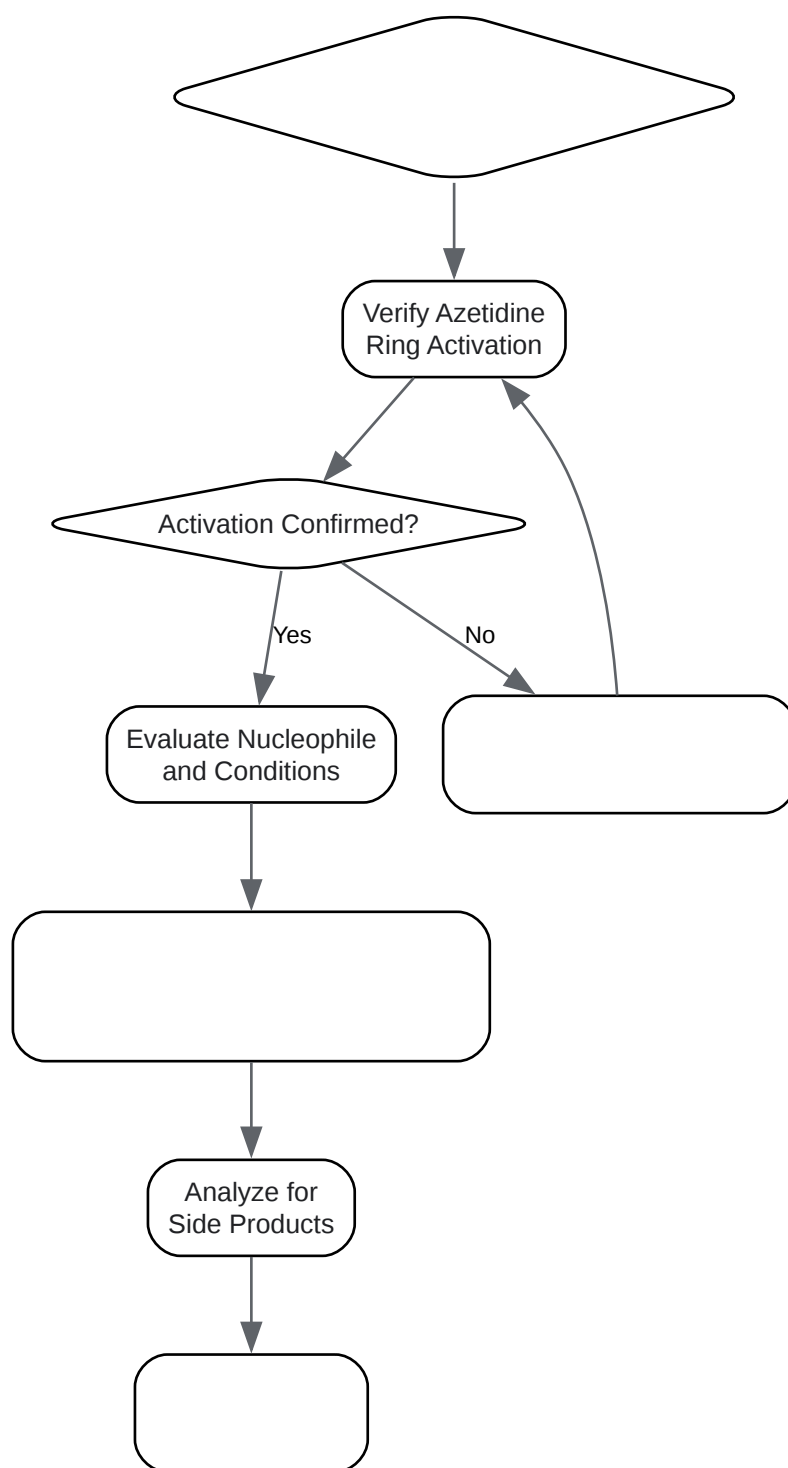 Verify Azetidine
Ring Activation
Activation Confirmed?
Yes
No
Evaluate Nucleophile
and Conditions
Analyze for
Side Products